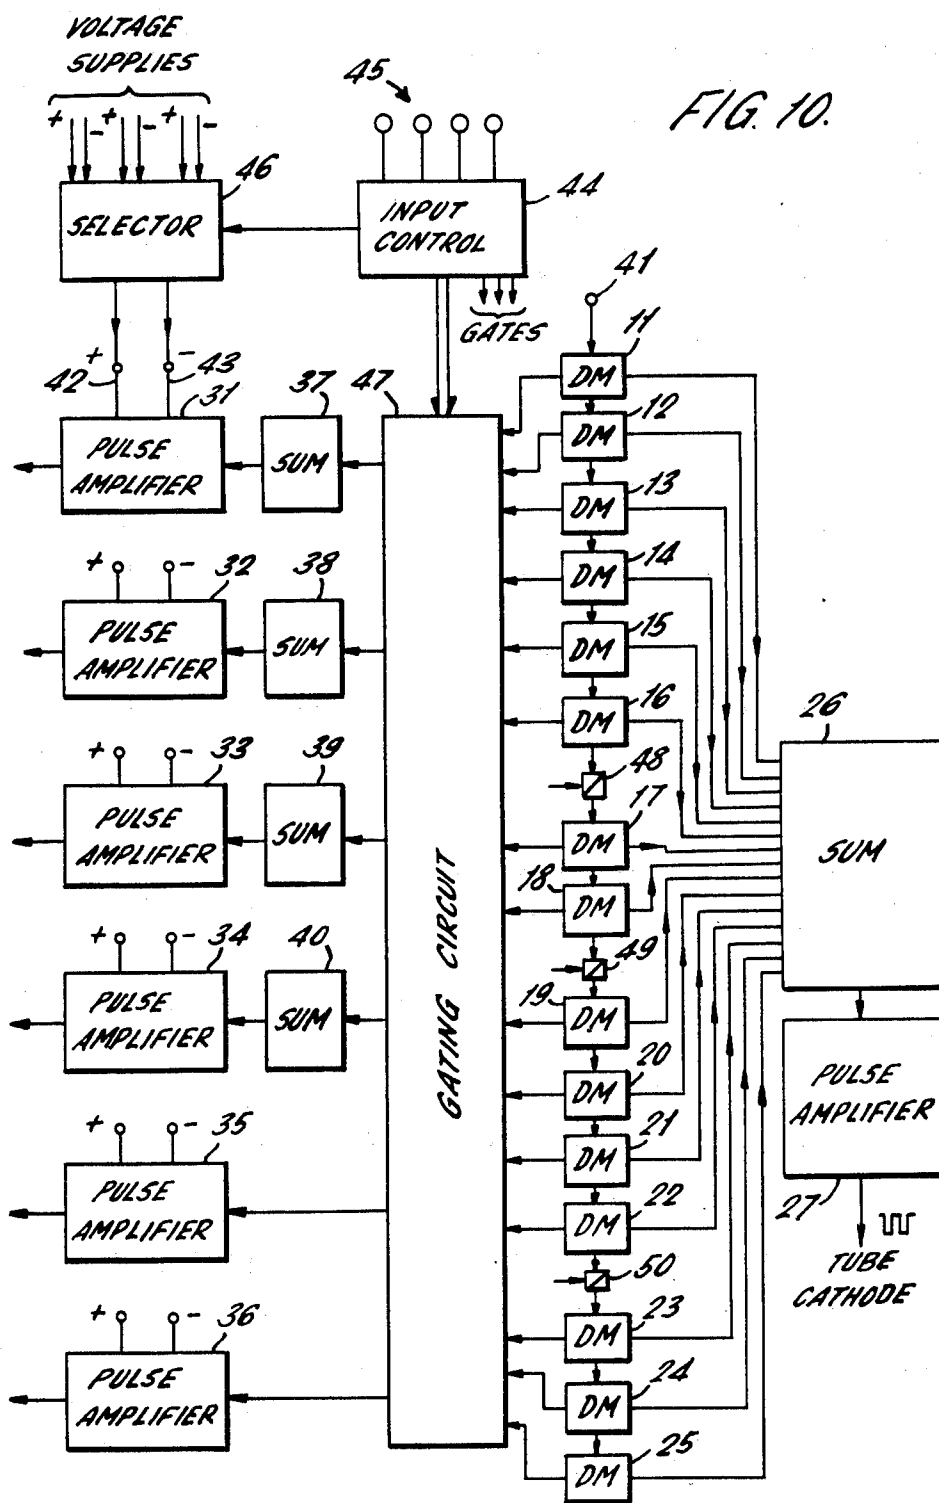 VOLTAGE
SUPPLIES
+ - + - + -
45
FIG. 10.
46
SELECTOR
INPUT
CONTROL
44
41
GATES
+ -
42
43
31
37
47
11
DM
12
DM
PULSE
AMPLIFIER
SUM
13
DM
14
DM
+ -
32
38
PULSE
AMPLIFIER
SUM
15
DM
16
DM
26
+ -
33
39
48
PULSE
AMPLIFIER
SUM
17
DM
SUM
18
DM
GATING CIRCUIT
+ -
34
40
49
PULSE
AMPLIFIER
SUM
19
DM
20
DM
PULSE
AMPLIFIER
27
+ -
35
21
DM
PULSE
AMPLIFIER
22
DM
TUBE
CATHODE
50
+ -
36
23
DM
PULSE
AMPLIFIER
24
DM
25
DM